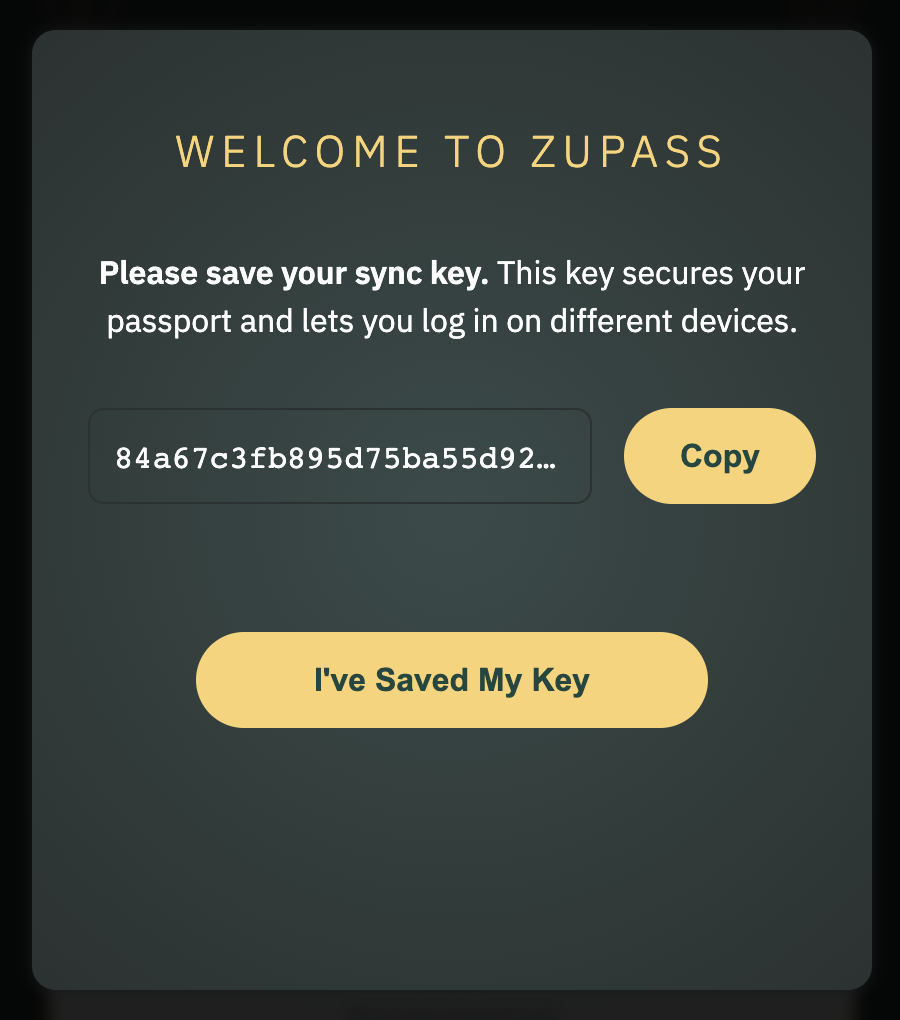 WELCOME TO ZUPASS
Please save your sync key. This key secures your
passport and lets you log in on different devices.
84a67c3fb895d75ba55d92…
Copy
I've Saved My Key